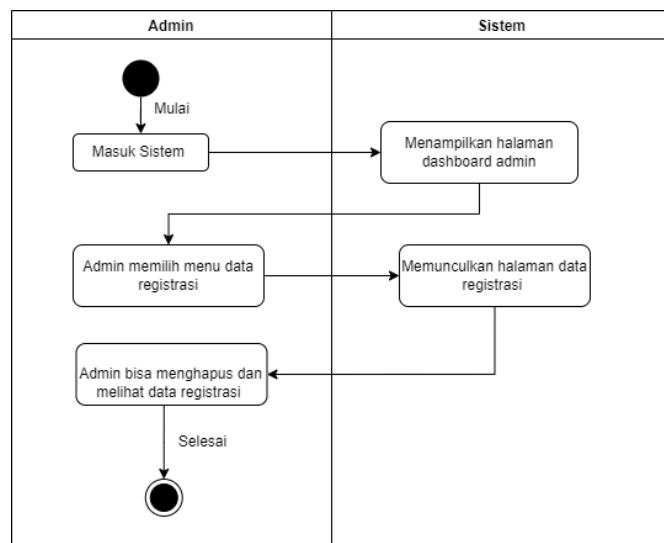 Admin
Sistem
Mulai
Masuk Sistem
Menampilkan halaman
dashboard admin
Admin memilih menu data
registrasi
Memunculkan halaman data
registrasi
Admin bisa menghapus dan
melihat data registrasi
Selesai